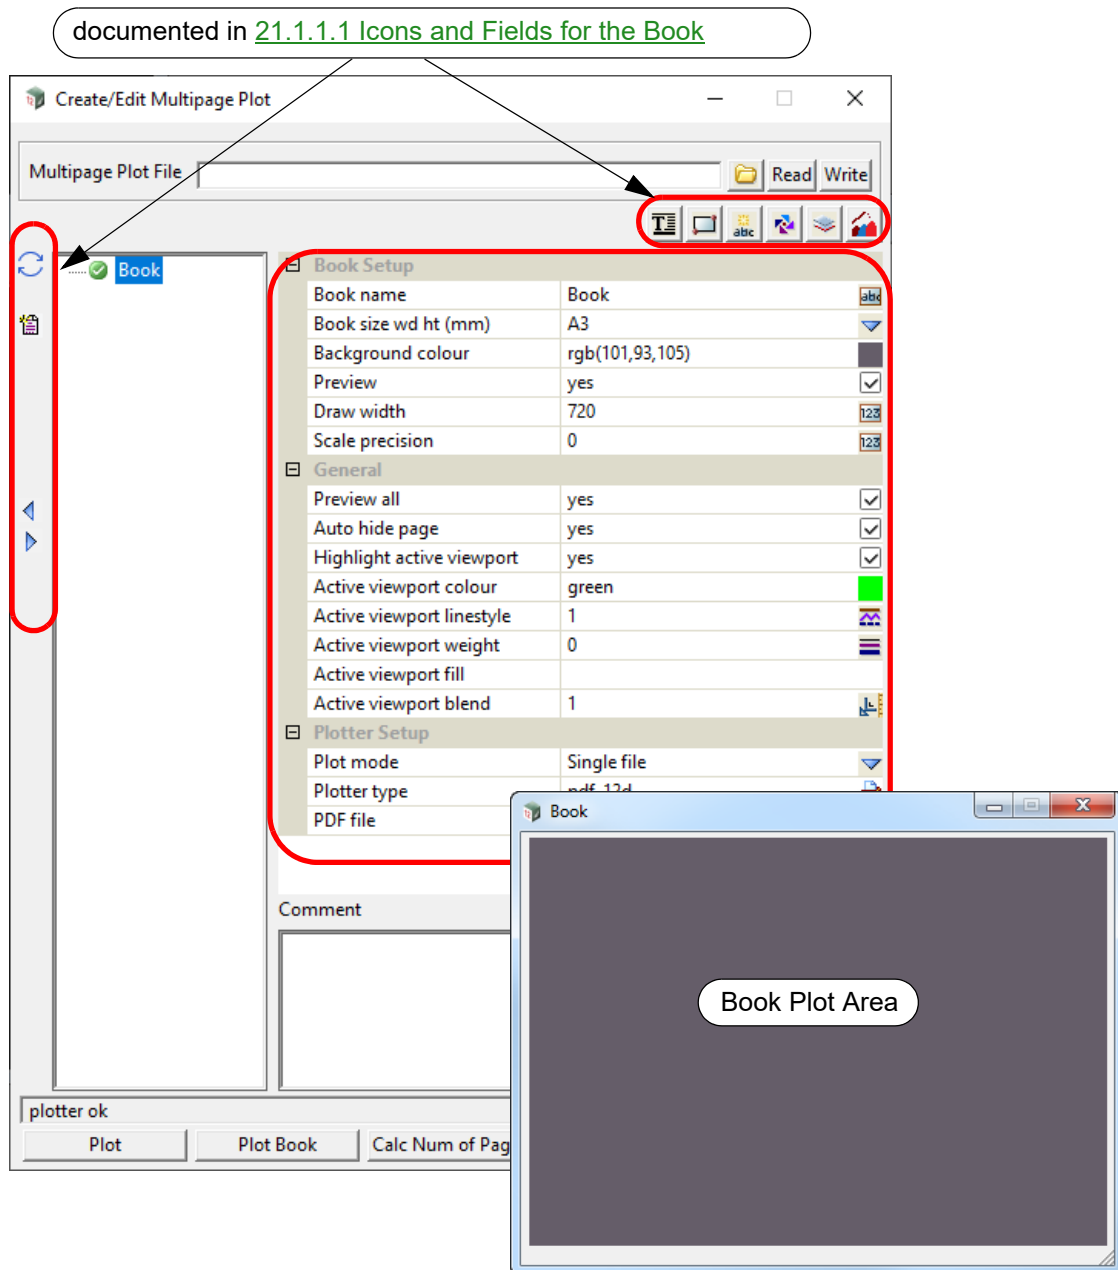 documented in 21.1.1.1 Icons and Fields for the Book
Create/Edit Multipage Plot
Multipage Plot File
Read
Write
T
abc
Book
Book Setup
Book name Book abc
Book size wd ht (mm) A3
Background colour rgb(101,93,105)
Preview yes
Draw width 720 123
Scale precision 0 123
General
Preview all yes
Auto hide page yes
Highlight active viewport yes
Active viewport colour green
Active viewport linestyle 1
Active viewport weight 0
Active viewport fill
Active viewport blend 1
Plotter Setup
Plot mode Single file
Plotter type pdf_12d
PDF file
Comment
Book
Book Plot Area
plotter ok
Plot
Plot Book
Calc Num of Pag